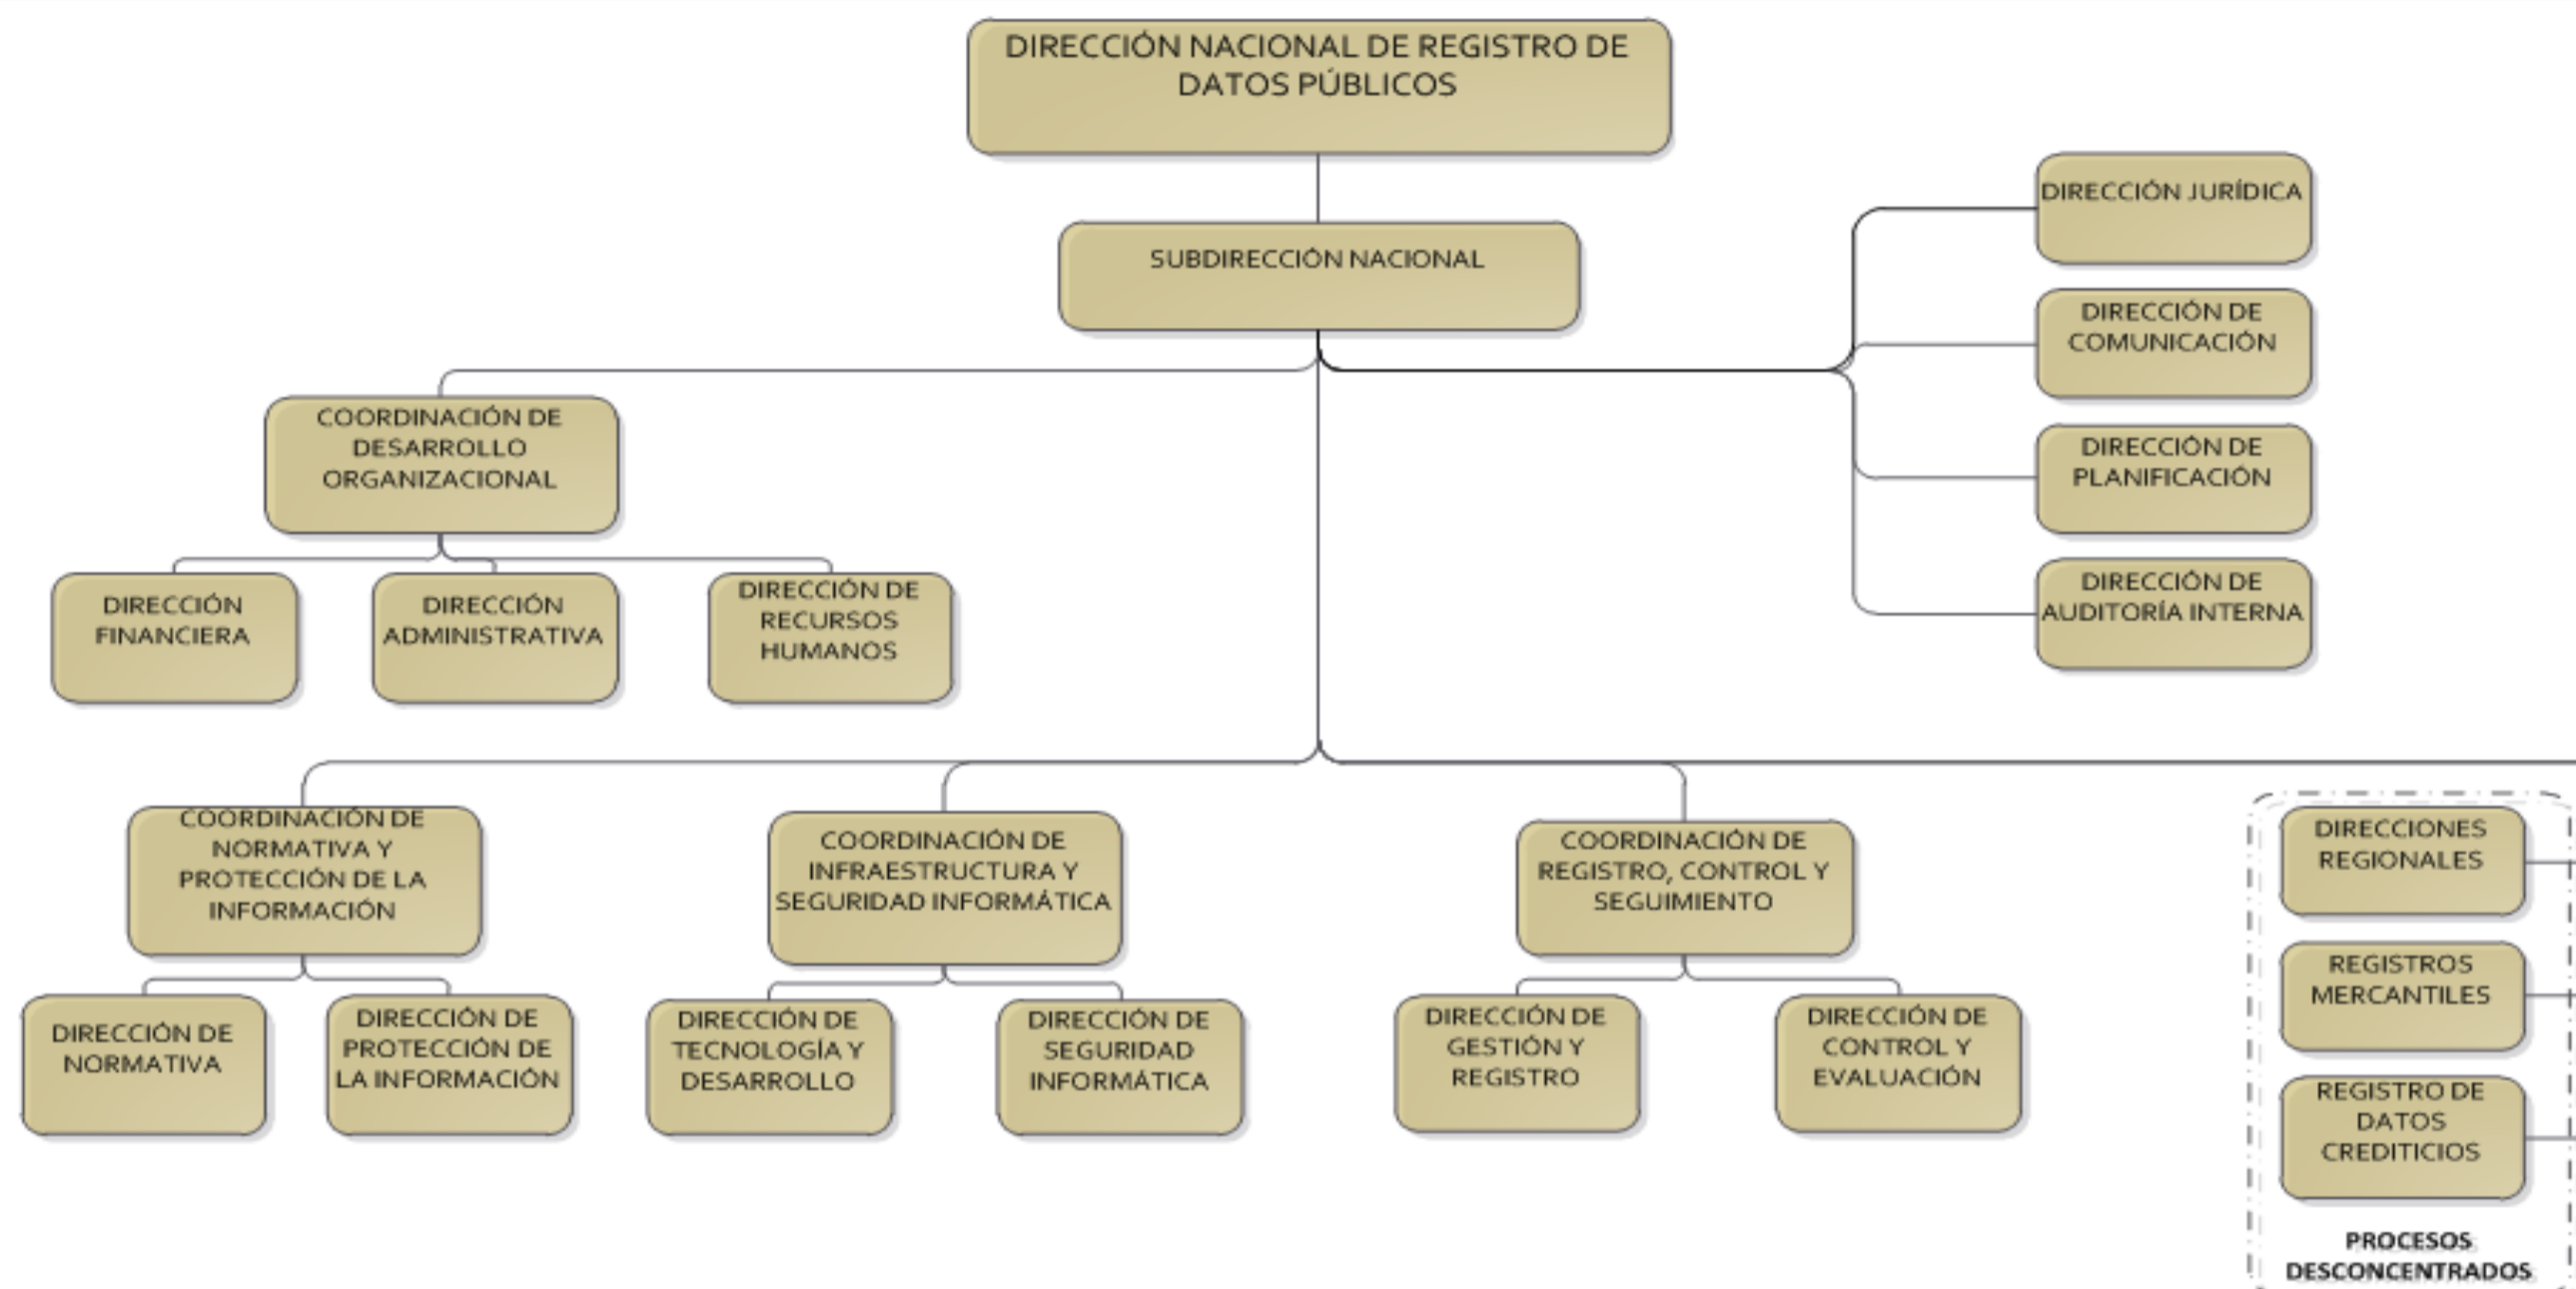 DIRECCIÓN NACIONAL DE REGISTRO DE
DATOS PÚBLICOS
SUBDIRECCIÓN NACIONAL
DIRECCIÓN JURÍDICA
DIRECCIÓN DE
COMUNICACIÓN
DIRECCIÓN DE
PLANIFICACIÓN
DIRECCIÓN DE
AUDITORÍA INTERNA
COORDINACIÓN DE
DESARROLLO
ORGANIZACIONAL
DIRECCIÓN
FINANCIERA
DIRECCIÓN
ADMINISTRATIVA
DIRECCIÓN DE
RECURSOS
HUMANOS
COORDINACIÓN DE
NORMATIVA Y
PROTECCIÓN DE LA
INFORMACIÓN
DIRECCIÓN DE
NORMATIVA
DIRECCIÓN DE
PROTECCIÓN DE
LA INFORMACIÓN
COORDINACIÓN DE
INFRAESTRUCTURA Y
SEGURIDAD INFORMÁTICA
DIRECCIÓN DE
TECNOLOGÍA Y
DESARROLLO
DIRECCIÓN DE
SEGURIDAD
INFORMÁTICA
COORDINACIÓN DE
REGISTRO, CONTROL Y
SEGUIMIENTO
DIRECCIÓN DE
GESTIÓN Y
REGISTRO
DIRECCIÓN DE
CONTROL Y
EVALUACIÓN
DIRECCIONES
REGIONALES
REGISTROS
MERCANTILES
REGISTRO DE
DATOS
CREDITICIOS
PROCESOS
DESCONCENTRADOS